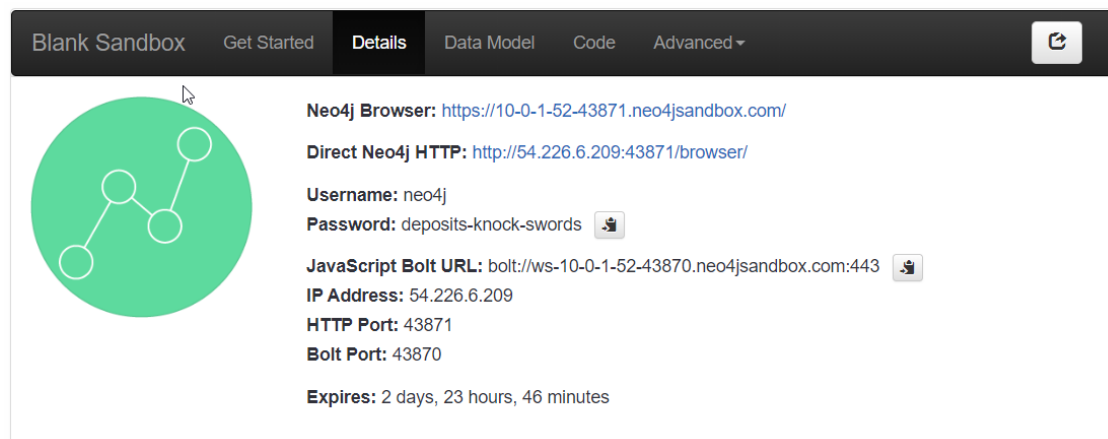 Blank Sandbox Get Started Details Data Model Code Advanced
Neo4j Browser: https://10-0-1-52-43871.neo4jsandbox.com/
Direct Neo4j HTTP: http://54.226.6.209:43871/browser/
Username: neo4j
Password: deposits-knock-swords
JavaScript Bolt URL: bolt://ws-10-0-1-52-43870.neo4jsandbox.com:443
IP Address: 54.226.6.209
HTTP Port: 43871
Bolt Port: 43870
Expires: 2 days, 23 hours, 46 minutes